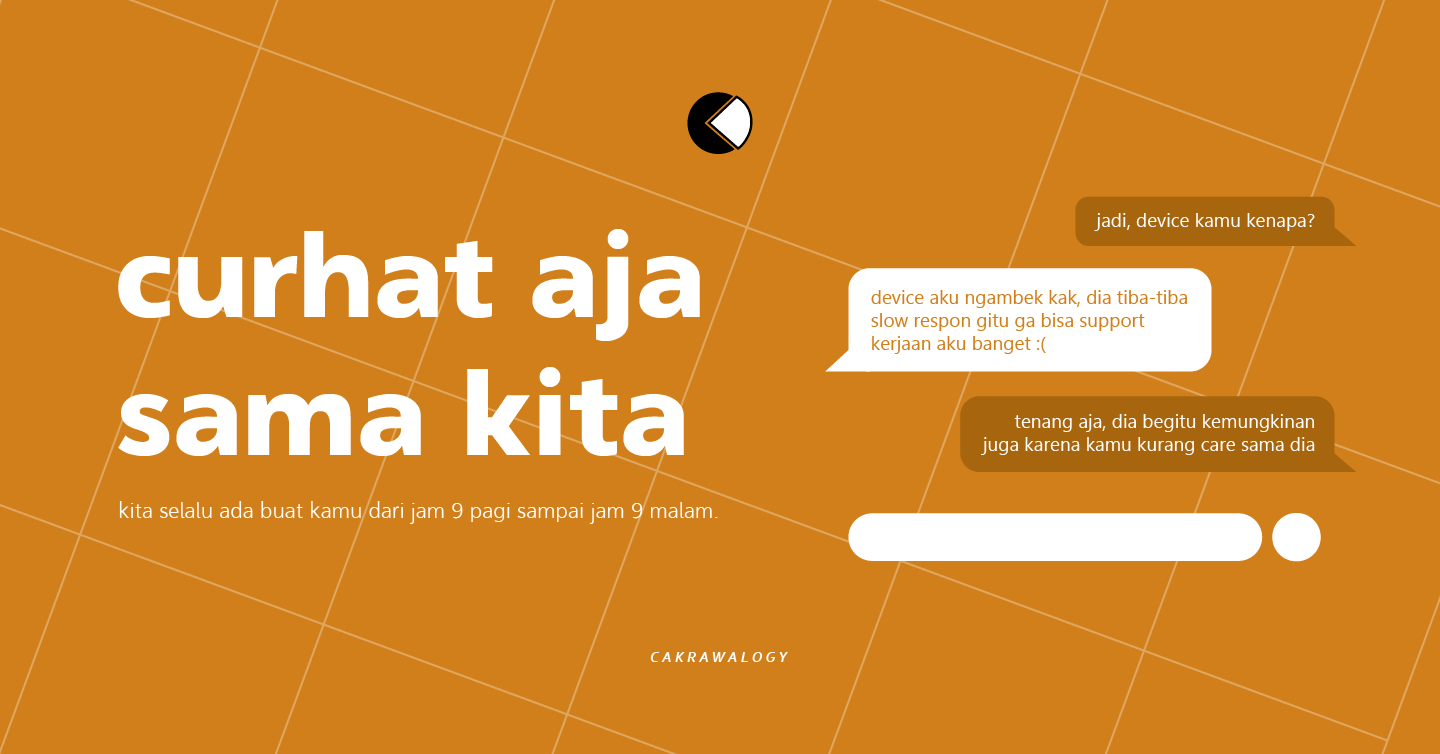 curhat aja
sama kita
kita selalu ada buat kamu dari jam 9 pagi sampai jam 9 malam.
jadi, device kamu kenapa?
device aku ngambek kak, dia tiba-tiba
slow respon gitu ga bisa support
kerjaan aku banget :(
tenang aja, dia begitu kemungkinan
juga karena kamu kurang care sama dia
CAKRAWALOGY